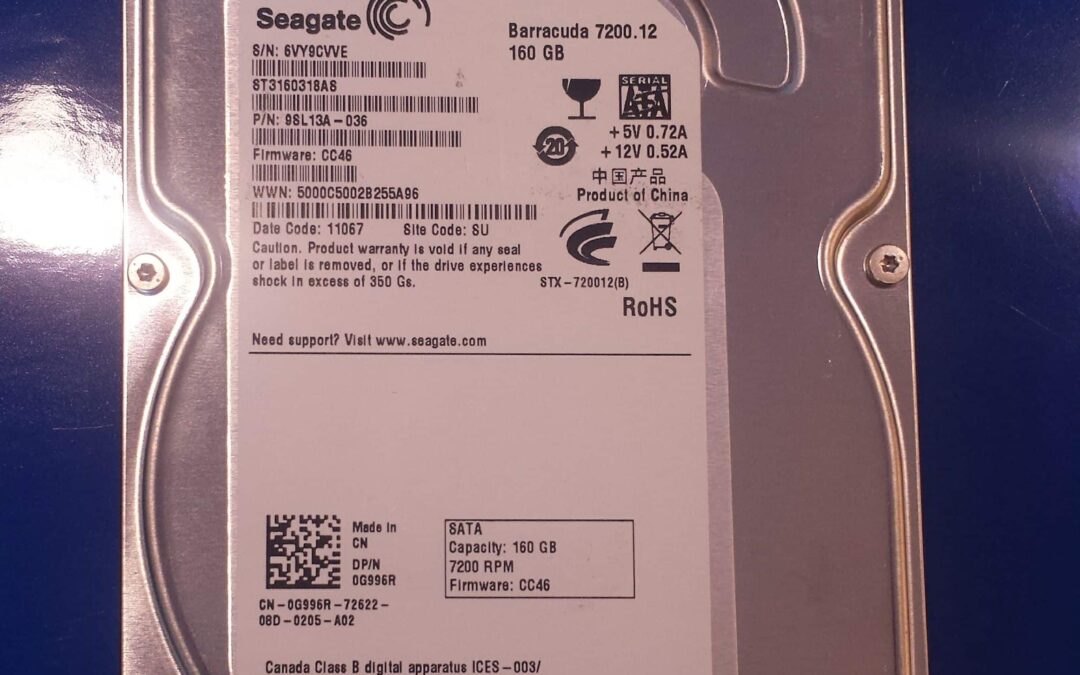 Seagate
S/N: 6VY9CVVE
ST3160318AS
P/N: 9SL13A-036
Firmware: CC46
WWN: 5000C5002B255A96
Date Code: 11067 Site Code: SU
Caution. Product warranty is void if any seal
or label is removed, or if the drive experiences
shock in excess of 350 Gs.
Barracuda 7200.12
160 GB
SERIAL
ATA
+5V 0.72A
20
+12V 0.52A
中国产品
Product of China
STX-720012(B)
RoHS
Need support? Visit www.seagate.com
Made in
CN
DP/N
0G996R
CN-0G996R-72622-
08D-0205-A02
SATA
Capacity: 160 GB
7200 RPM
Firmware: CC46
Canada Class B digital apparatus ICES-003/